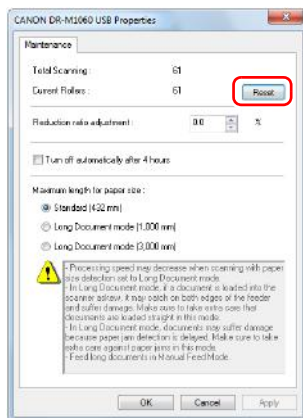 CANON DR-M1060 USB Properties
Maintenance
Total Scanning : 61
Current Rollers : 61 Reset
Reduction ratio adjustment : 0.0 %
Turn off automatically after 4 hours
Maximum length for paper size :
Standard (432 mm)
Long Document mode (1,000 mm)
Long Document mode (3,000 mm)
- Processing speed may decrease when scanning with paper
size detection set to Long Document mode.
- In Long Document mode, if a document is loaded into the
scanner askew, it may catch on both edges of the feeder
and suffer damage. Make sure to take extra care that
documents are loaded straight in this mode.
- In Long Document mode, documents may suffer damage
because paper jam detection is delayed. Make sure to take
extra care against paper jams in this mode.
- Feed long documents in Manual Feed Mode.
OK Cancel Apply